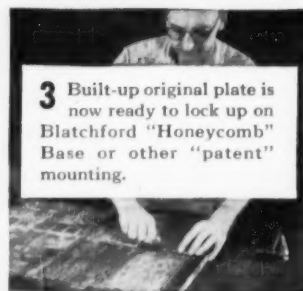 3 Built-up original plate is
now ready to lock up on
Blatchford "Honeycomb"
Base or other "patent"
mounting.